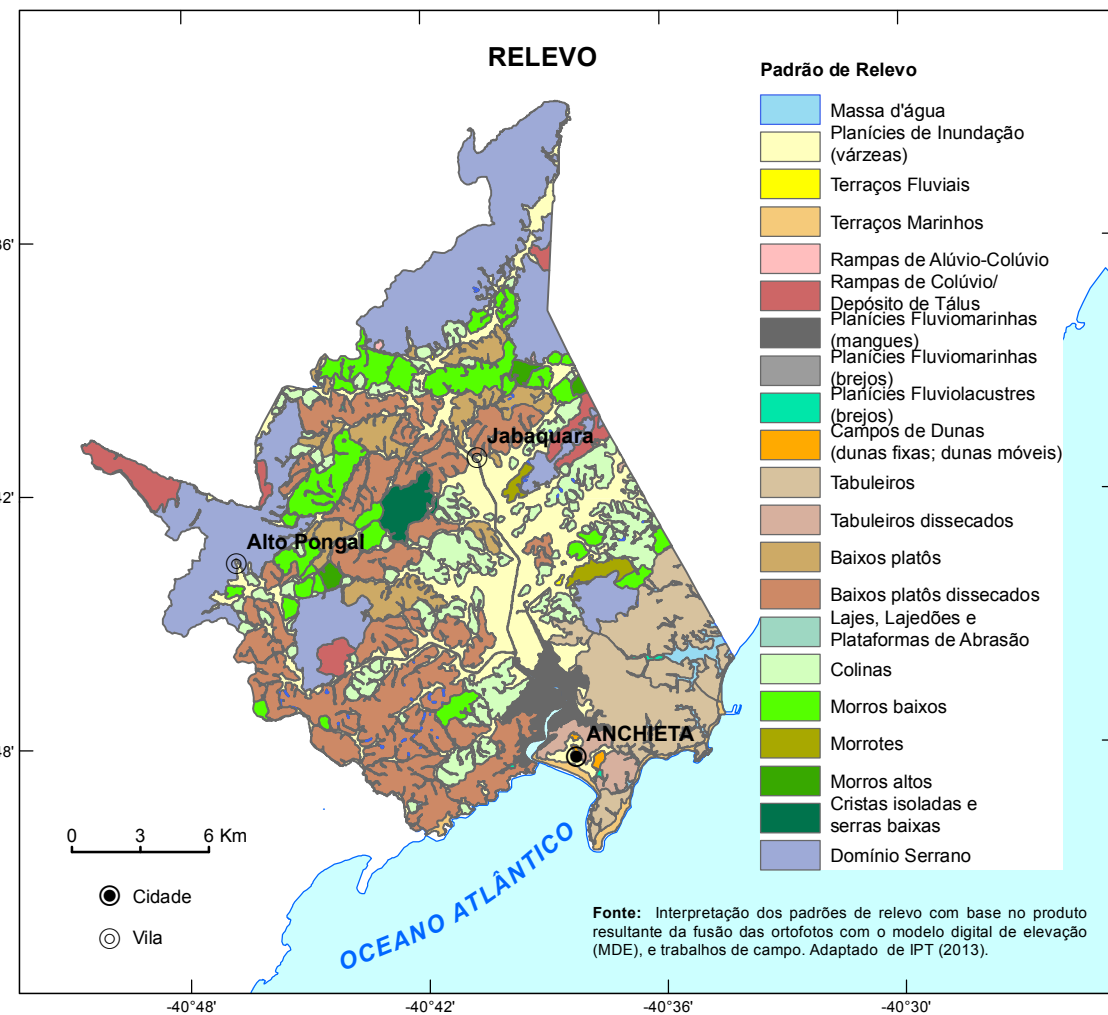 RELEVO
Padrão de Relevo
Massa d'água
Planícies de Inundação
(várzeas)
Terraços Fluviais
Terraços Marinhos
Rampas de Alúvio-Colúvio
Rampas de Colúvio/
Depósito de Tálus
Planícies Fluviomarinhas
(mangues)
Planícies Fluviomarinhas
(brejos)
Planícies Fluviolacustres
(brejos)
Campos de Dunas
(dunas fixas; dunas móveis)
Tabuleiros
Tabuleiros dissecados
Baixos platôs
Baixos platôs dissecados
Lajes, Lajedões e
Plataformas de Abrasão
Colinas
Morros baixos
Morrotes
Morros altos
Cristas isoladas e
serras baixas
Domínio Serrano
6'
Jabaquara
42'
Alto Pongal
ANCHIETA
48'
0 3 6 Km
Cidade
Vila
OCEANO ATLÂNTICO
Fonte: Interpretação dos padrões de relevo com base no produto
resultante da fusão das ortofotos com o modelo digital de elevação
(MDE), e trabalhos de campo. Adaptado de IPT (2013).
-40°48' -40°42' -40°36' -40°30'